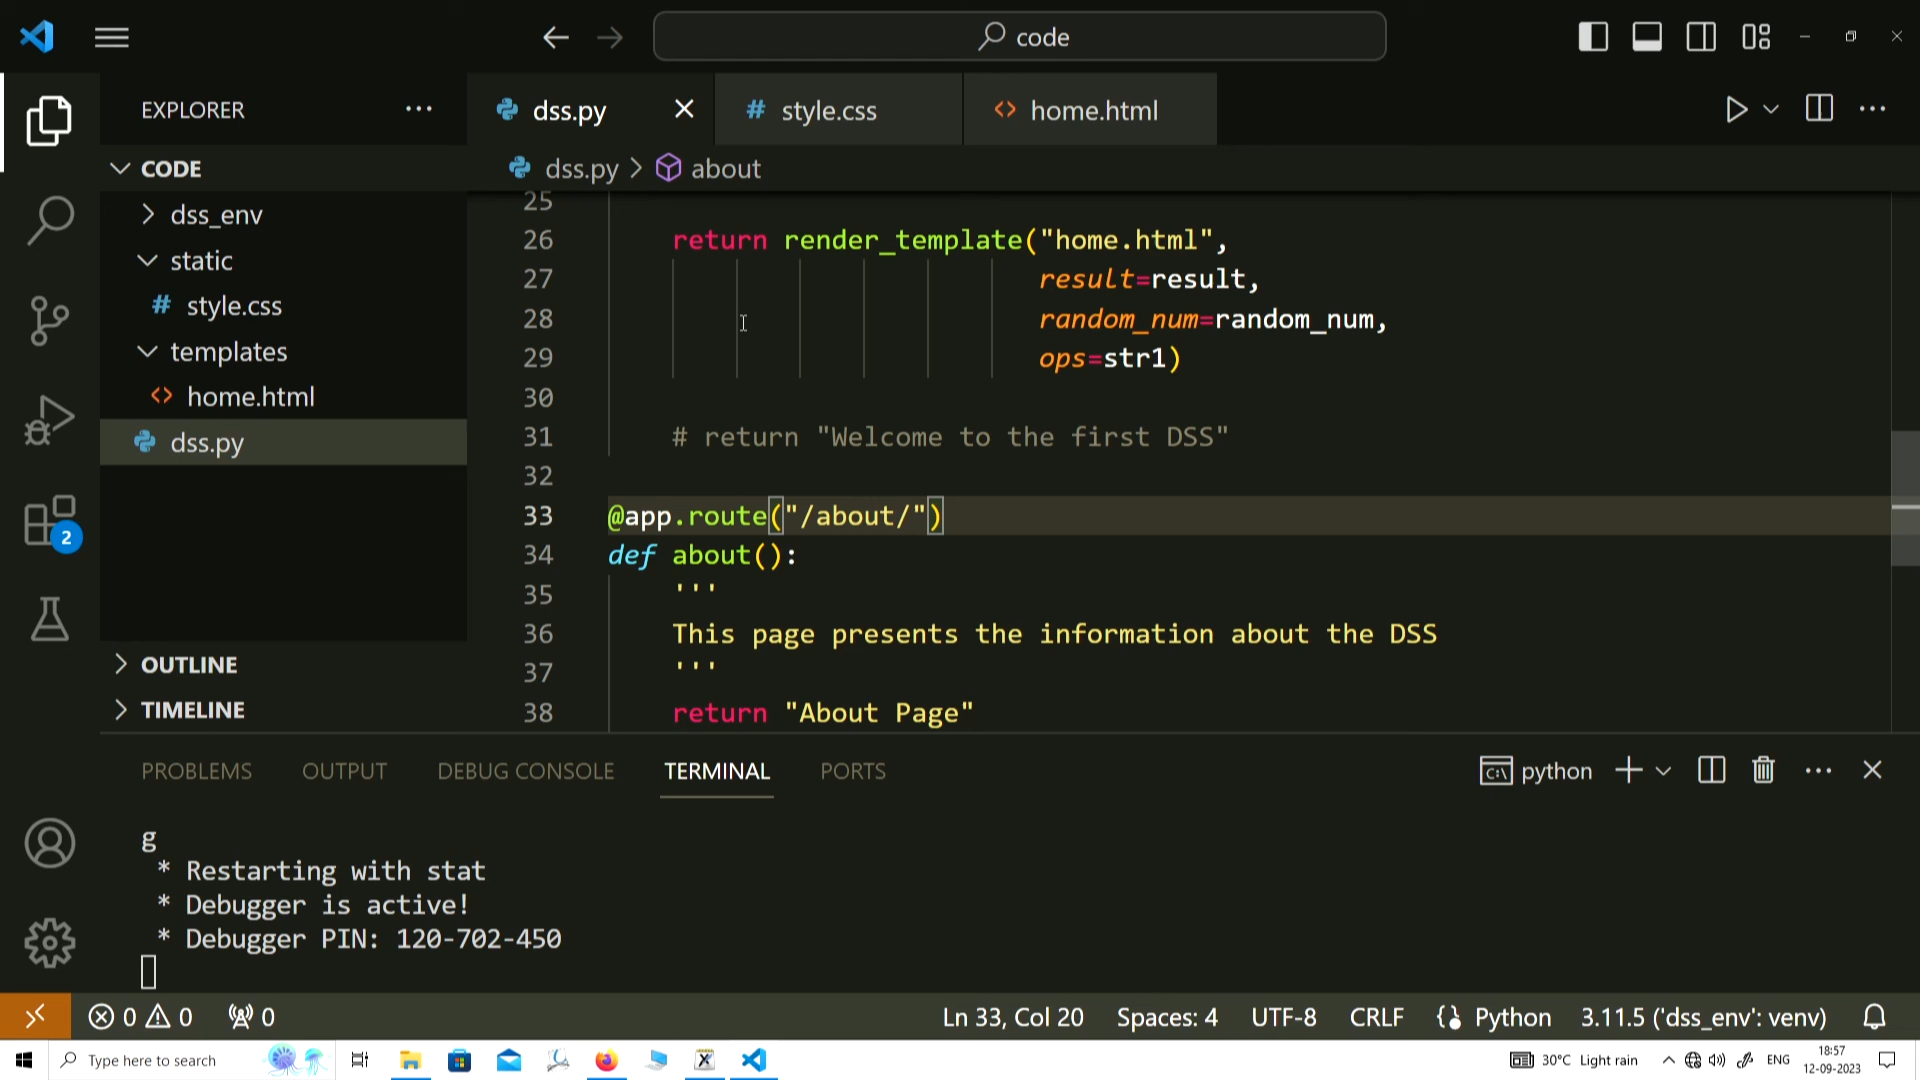 code
EXPLORER
dss.py
style.css
home.html
CODE
dss.py
about
dss_env
static
style.css
templates
home.html
dss.py
OUTLINE
TIMELINE
25
26 return render_template("home.html",
27 result=result,
28 random_num=random_num,
29 ops=str1)
30
31 # return "Welcome to the first DSS"
32
33 @app.route("/about/")
34 def about():
35 '''
36 This page presents the information about the DSS
37 '''
38 return "About Page"
2
PROBLEMS OUTPUT DEBUG CONSOLE TERMINAL PORTS
python
g
* Restarting with stat
* Debugger is active!
* Debugger PIN: 120-702-450
0 0 0
Ln 33, Col 20 Spaces: 4 UTF-8 CRLF Python 3.11.5 ('dss_env': venv)
Type here to search
30°C Light rain
ENG
18:57
12-09-2023